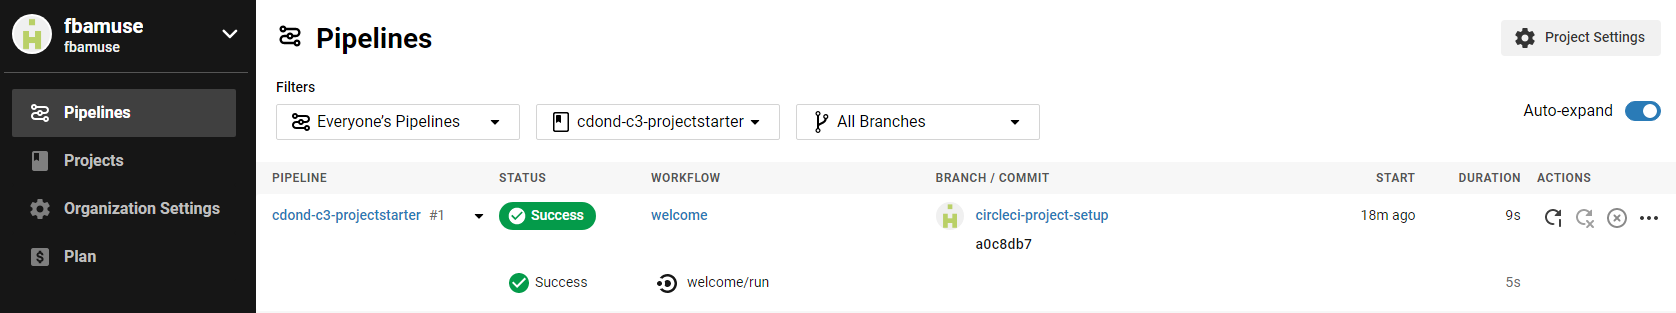 fbamuse
fbamuse
Pipelines
Projects
Organization Settings
Plan
Pipelines
Project Settings
Filters
Everyone's Pipelines
cdond-c3-projectstarter
All Branches
Auto-expand
PIPELINE STATUS WORKFLOW BRANCH / COMMIT START DURATION ACTIONS
cdond-c3-projectstarter #1 Success welcome circleci-project-setup 18m ago 9s
a0c8db7
Success welcome/run 5s